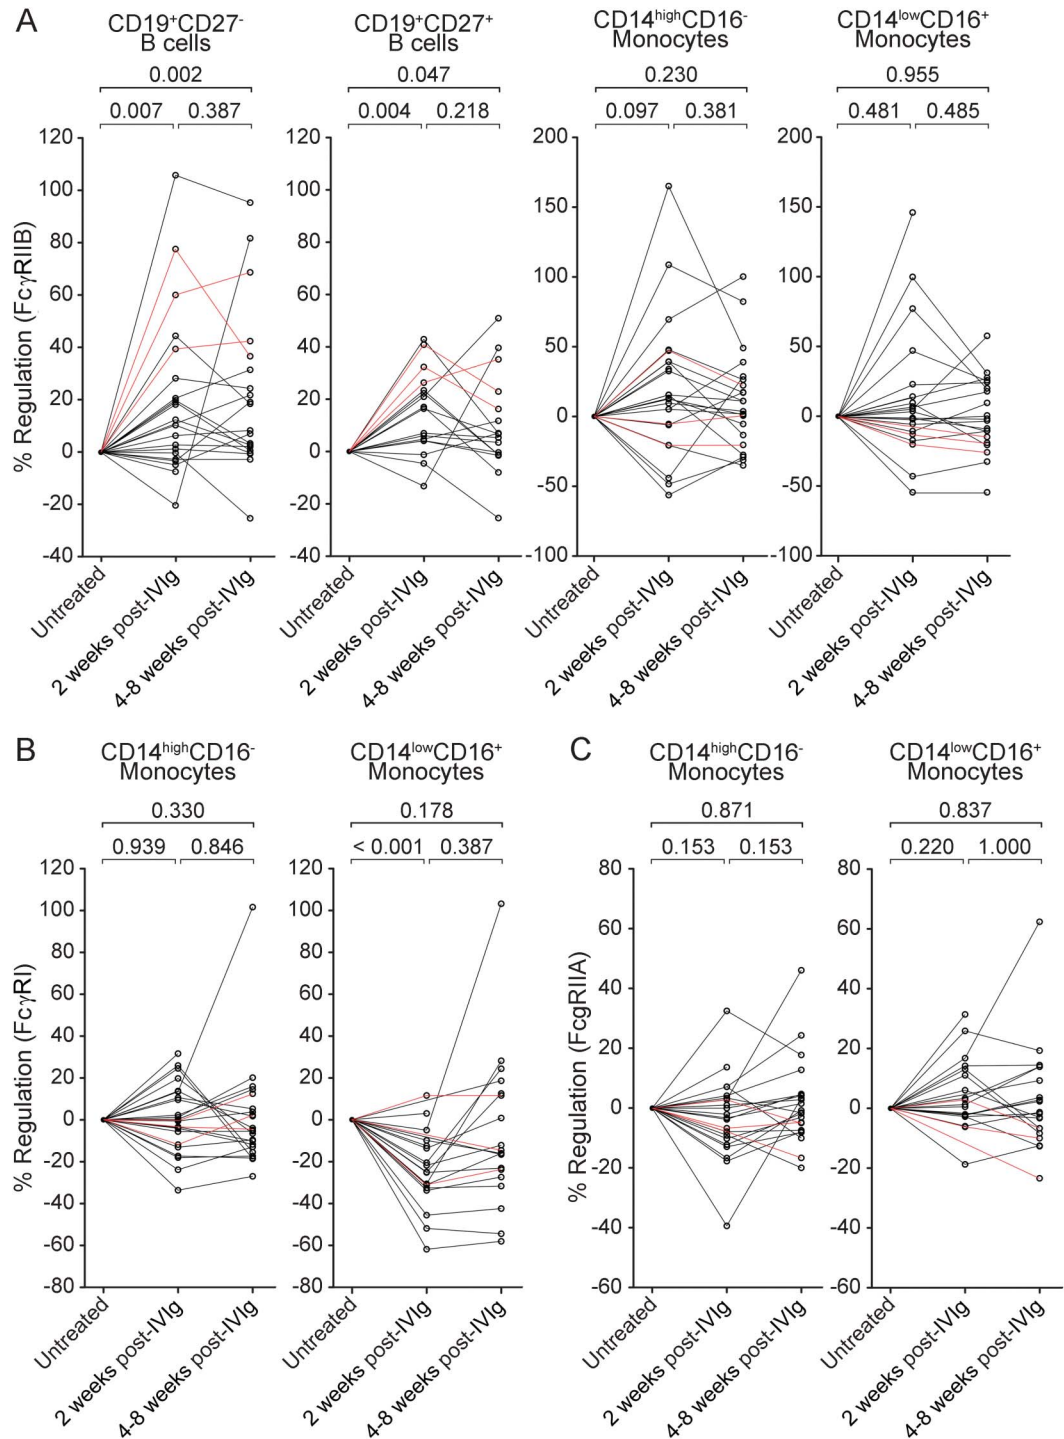 A
CD19⁺CD27⁻
B cells
CD19⁺CD27⁺
B cells
CD14ʰⁱᵍʰCD16⁻
Monocytes
CD14ˡᵒʷCD16⁺
Monocytes
0.002
0.047
0.230
0.955
0.007 0.387
0.004 0.218
0.097 0.381
0.481 0.485
% Regulation (FcγRIIB)
120
100
80
60
40
20
0
-20
-40
120
100
80
60
40
20
0
-20
-40
200
150
100
50
0
-50
-100
200
150
100
50
0
-50
-100
Untreated
2 weeks post-IVIg
4-8 weeks post-IVIg
Untreated
2 weeks post-IVIg
4-8 weeks post-IVIg
Untreated
2 weeks post-IVIg
4-8 weeks post-IVIg
Untreated
2 weeks post-IVIg
4-8 weeks post-IVIg
B
CD14ʰⁱᵍʰCD16⁻
Monocytes
CD14ˡᵒʷCD16⁺
Monocytes
0.330
0.178
0.939 0.846
< 0.001 0.387
% Regulation (FcγRI)
120
100
80
60
40
20
0
-20
-40
-60
-80
120
100
80
60
40
20
0
-20
-40
-60
-80
Untreated
2 weeks post-IVIg
4-8 weeks post-IVIg
Untreated
2 weeks post-IVIg
4-8 weeks post-IVIg
C
CD14ʰⁱᵍʰCD16⁻
Monocytes
CD14ˡᵒʷCD16⁺
Monocytes
0.871
0.837
0.153 0.153
0.220 1.000
% Regulation (FcgRIIA)
80
60
40
20
0
-20
-40
-60
80
60
40
20
0
-20
-40
-60
Untreated
2 weeks post-IVIg
4-8 weeks post-IVIg
Untreated
2 weeks post-IVIg
4-8 weeks post-IVIg